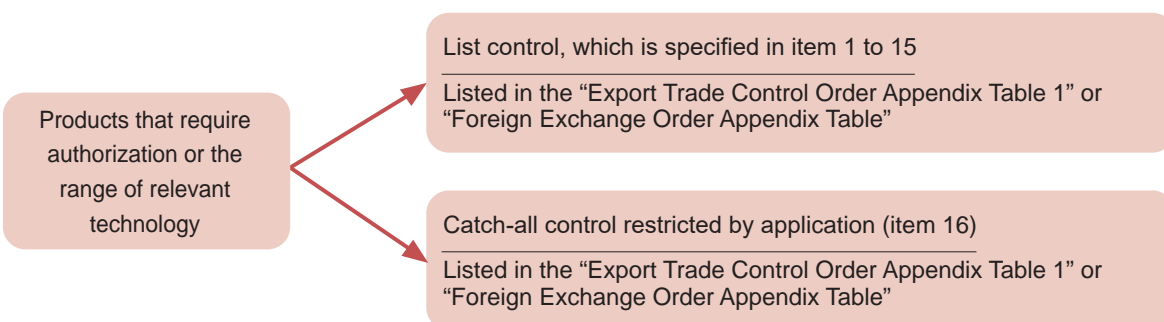 Products that require
authorization or the
range of relevant
technology
List control, which is specified in item 1 to 15
Listed in the “Export Trade Control Order Appendix Table 1” or
“Foreign Exchange Order Appendix Table”
Catch-all control restricted by application (item 16)
Listed in the “Export Trade Control Order Appendix Table 1” or
“Foreign Exchange Order Appendix Table”